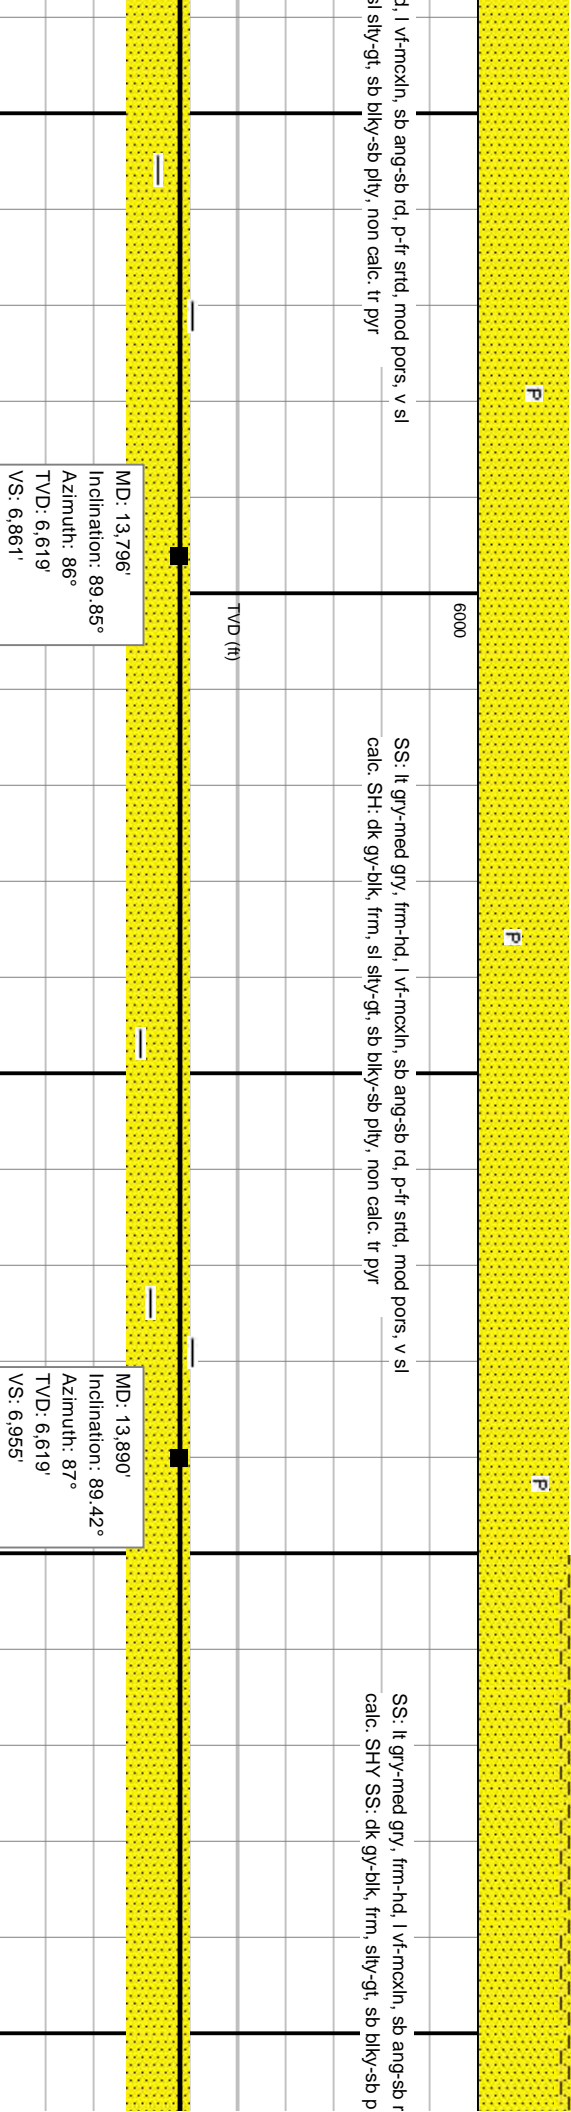 d, l vf-mcxln, sb ang-sb rd, p-fr srtd, mod pors, v sl
sl slty-gt, sb blky-sb plty, non calc. tr pyr
P
MD: 13,796'
Inclination: 89.85°
Azimuth: 86°
TVD: 6,619'
VS: 6,861'
6000
TVD (ft)
SS: lt gry-med gry, frm-hd, l vf-mcxln, sb ang-sb rd, p-fr srtd, mod pors, v sl
calc. SH: dk gy-blk, frm, sl slty-gt, sb blky-sb plty, non calc. tr pyr
P
MD: 13,890'
Inclination: 89.42°
Azimuth: 87°
TVD: 6,619'
VS: 6,955'
P
SS: lt gry-med gry, frm-hd, l vf-mcxln, sb ang-sb r
calc. SHY SS: dk gy-blk, frm, slty-gt, sb blky-sb p